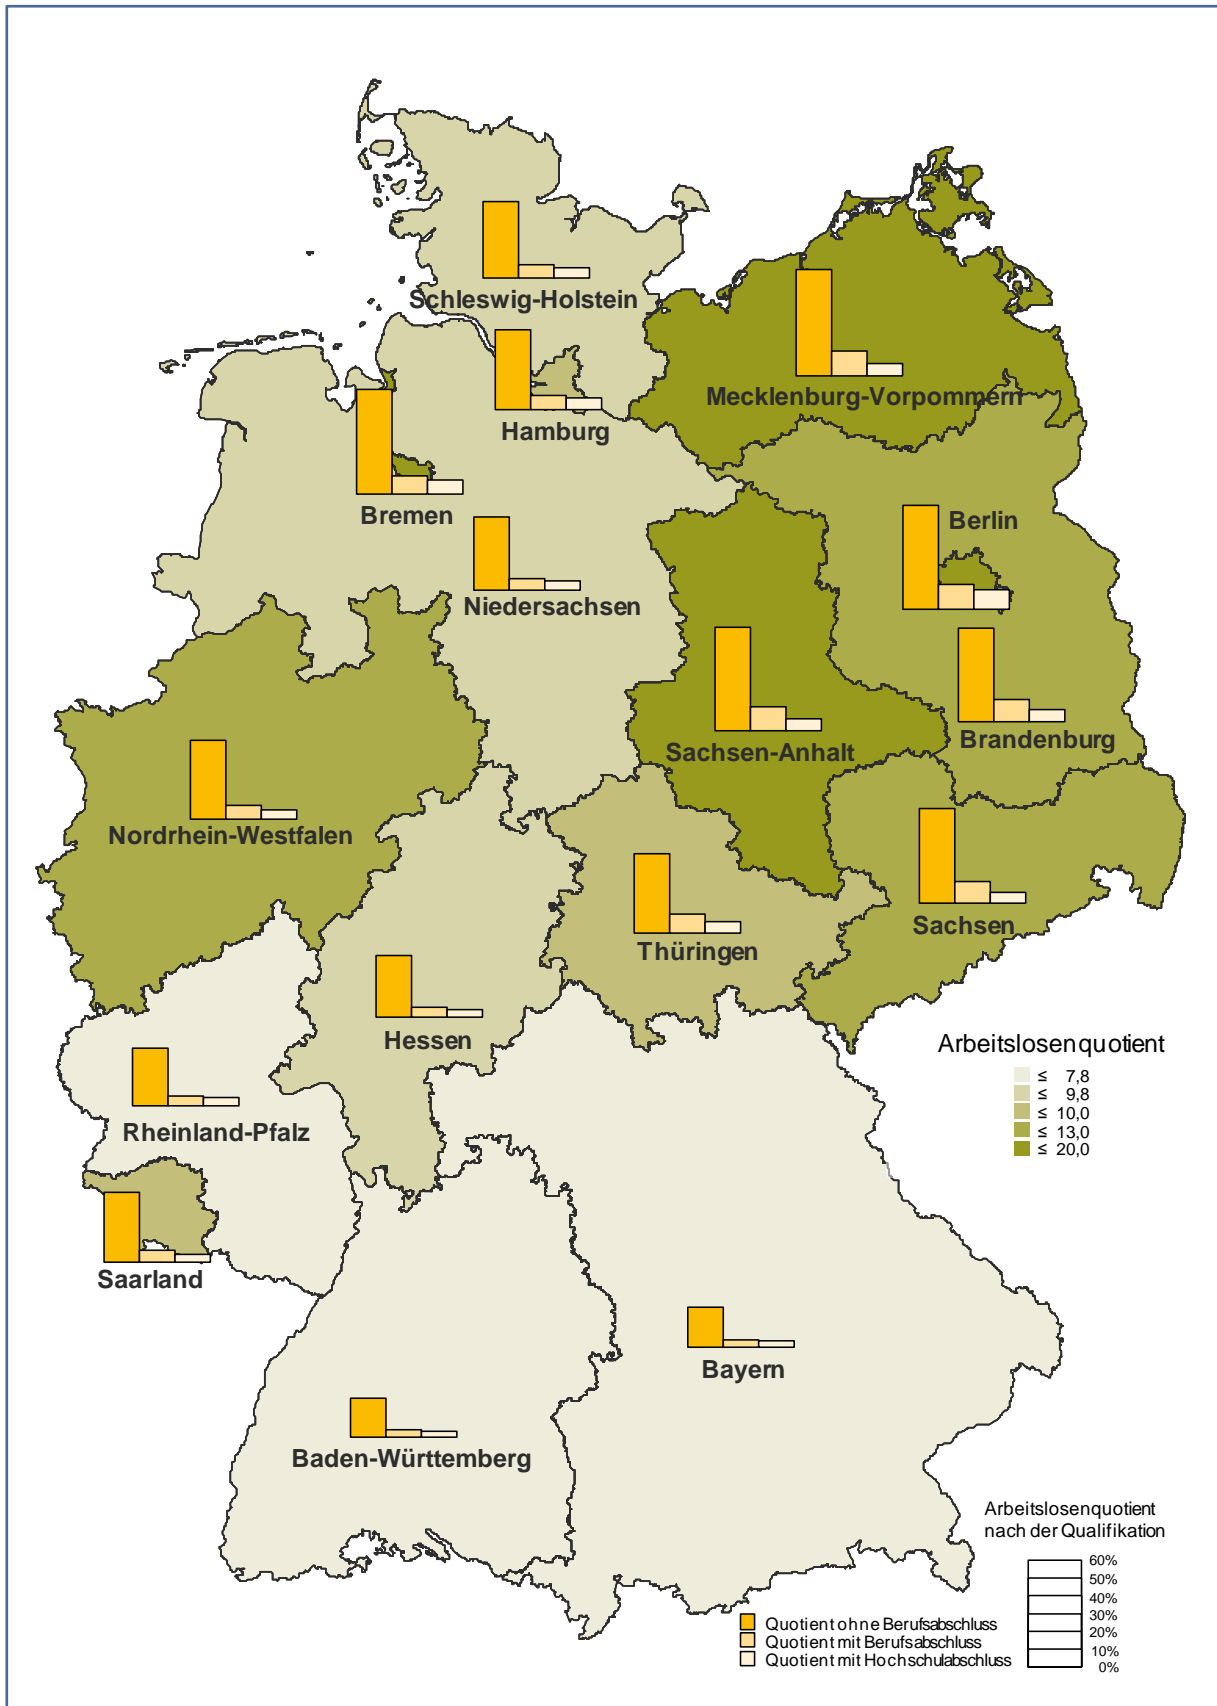 Schleswig-Holstein
Mecklenburg-Vorpommern
Hamburg
Bremen
Berlin
Niedersachsen
Brandenburg
Sachsen-Anhalt
Nordrhein-Westfalen
Sachsen
Thüringen
Hessen
Arbeitslosenquotient
≤ 7,8
≤ 9,8
≤ 10,0
≤ 13,0
≤ 20,0
Rheinland-Pfalz
Saarland
Bayern
Baden-Württemberg
Arbeitslosenquotient
nach der Qualifikation
60%
50%
40%
30%
20%
10%
0%
Quotient ohne Berufsabschluss
Quotient mit Berufsabschluss
Quotient mit Hochschulabschluss